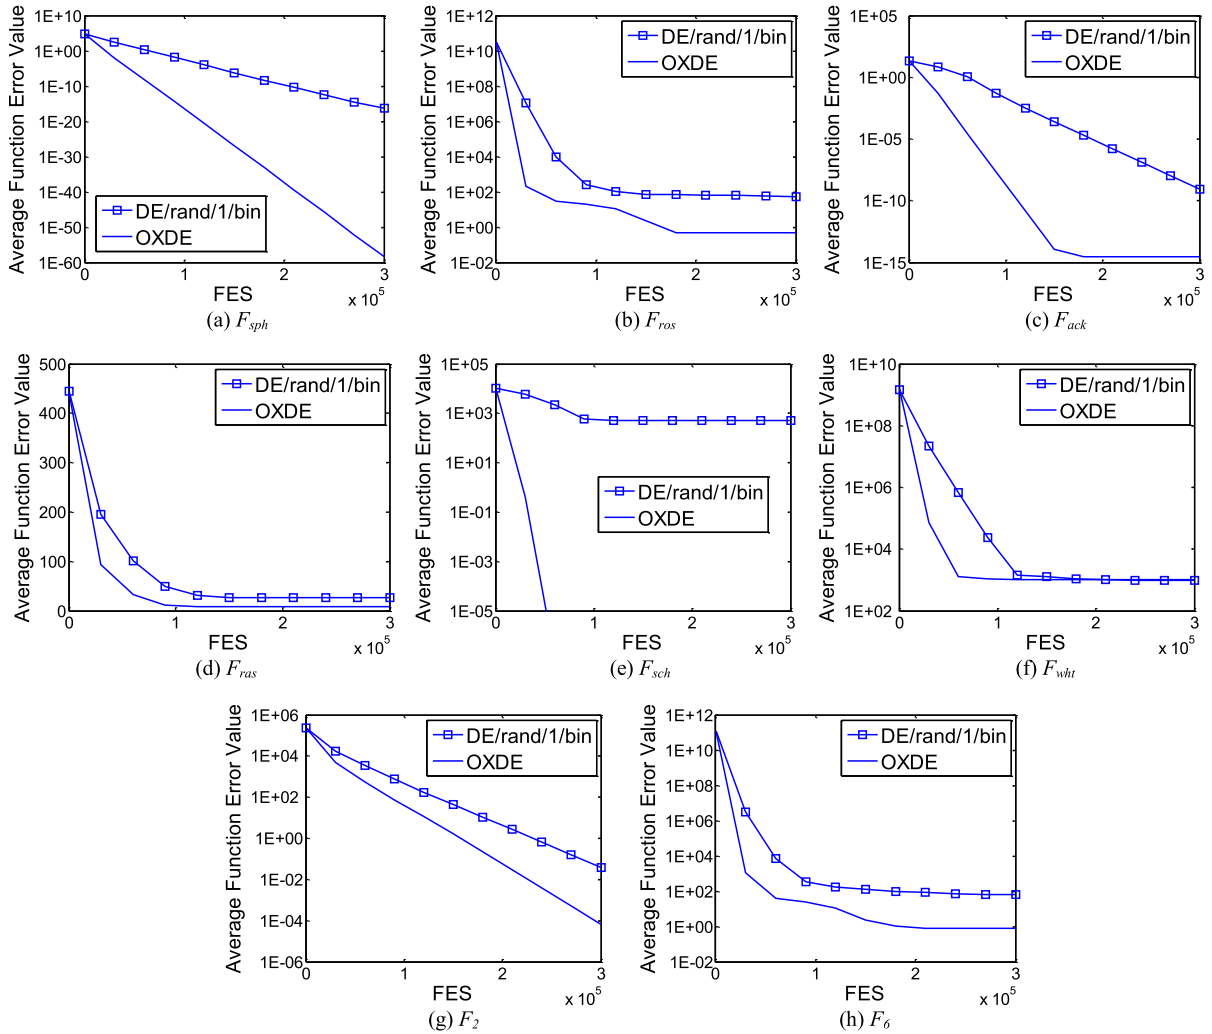 Average Function Error Value
1E+10
1E+00
1E-10
1E-20
1E-30
1E-40
1E-50
1E-60
DE/rand/1/bin
OXDE
0
1
2
3
FES
x 10^5
(a) F_sph
Average Function Error Value
1E+12
1E+10
1E+08
1E+06
1E+04
1E+02
1E+00
1E-02
DE/rand/1/bin
OXDE
0
1
2
3
FES
x 10^5
(b) F_ros
Average Function Error Value
1E+05
1E+00
1E-05
1E-10
1E-15
DE/rand/1/bin
OXDE
0
1
2
3
FES
x 10^5
(c) F_ack
Average Function Error Value
500
400
300
200
100
0
DE/rand/1/bin
OXDE
0
1
2
3
FES
x 10^5
(d) F_ras
Average Function Error Value
1E+05
1E+03
1E+01
1E-01
1E-03
1E-05
DE/rand/1/bin
OXDE
0
1
2
3
FES
x 10^5
(e) F_sch
Average Function Error Value
1E+10
1E+08
1E+06
1E+04
1E+02
DE/rand/1/bin
OXDE
0
1
2
3
FES
x 10^5
(f) F_wht
Average Function Error Value
1E+06
1E+04
1E+02
1E+00
1E-02
1E-04
1E-06
DE/rand/1/bin
OXDE
0
1
2
3
FES
x 10^5
(g) F_2
Average Function Error Value
1E+12
1E+10
1E+08
1E+06
1E+04
1E+02
1E+00
1E-02
DE/rand/1/bin
OXDE
0
1
2
3
FES
x 10^5
(h) F_6